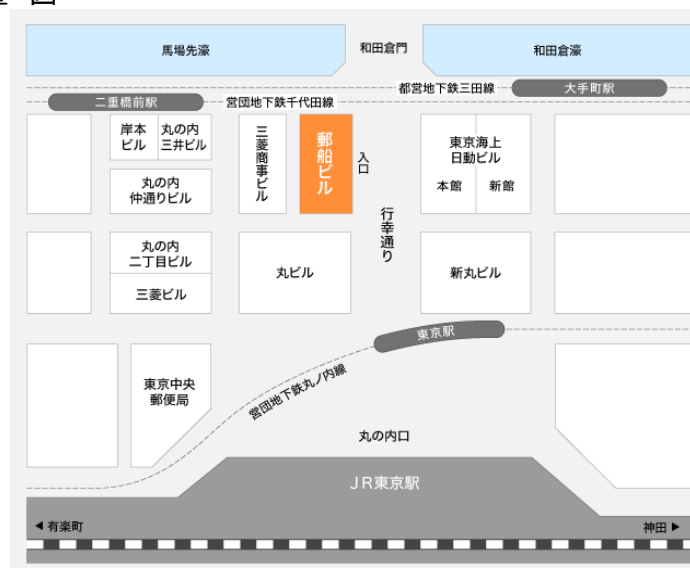 馬場先濠
和田倉門
和田倉濠
都営地下鉄三田線
大手町駅
二重橋前駅
営団地下鉄千代田線
岸本
ビル
丸の内
三井ビル
三菱商事ビル
郵船ビル
入口
東京海上
日動ビル
本館
新館
丸の内
仲通りビル
行幸通り
丸の内
二丁目ビル
三菱ビル
丸ビル
新丸ビル
東京駅
営団地下鉄丸ノ内線
東京中央
郵便局
丸の内口
JR東京駅
◀有楽町
神田▶